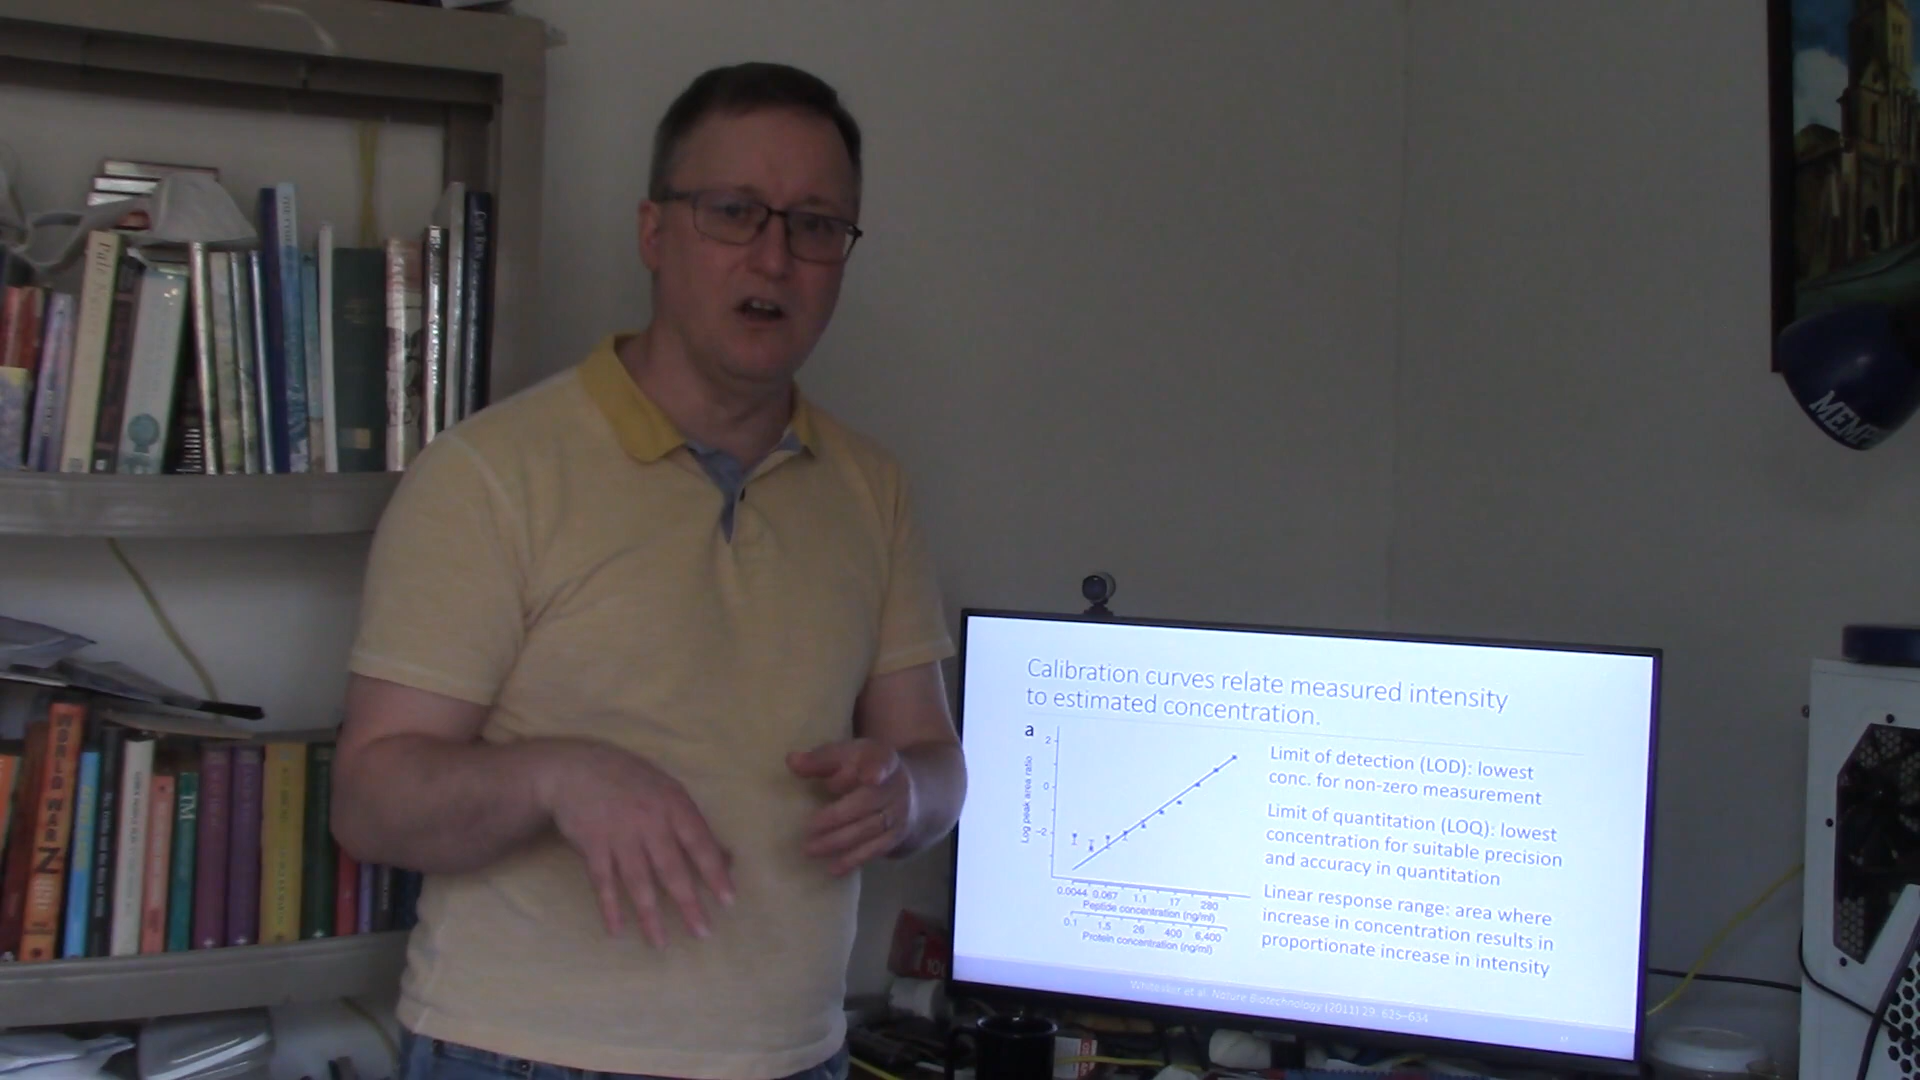 Pale
WORLD WAR Z
TM
MEMP
Calibration curves relate measured intensity
to estimated concentration.
a
2
0
−2
Log peak area ratio
0.0044 0.067 1.1 17 280
Peptide concentration (ng/ml)
0.1 1.5 26 400 6,400
Protein concentration (ng/ml)
Limit of detection (LOD): lowest
conc. for non-zero measurement
Limit of quantitation (LOQ): lowest
concentration for suitable precision
and accuracy in quantitation
Linear response range: area where
increase in concentration results in
proportionate increase in intensity
Whiteaker et al. Nature Biotechnology (2011) 29: 625–634